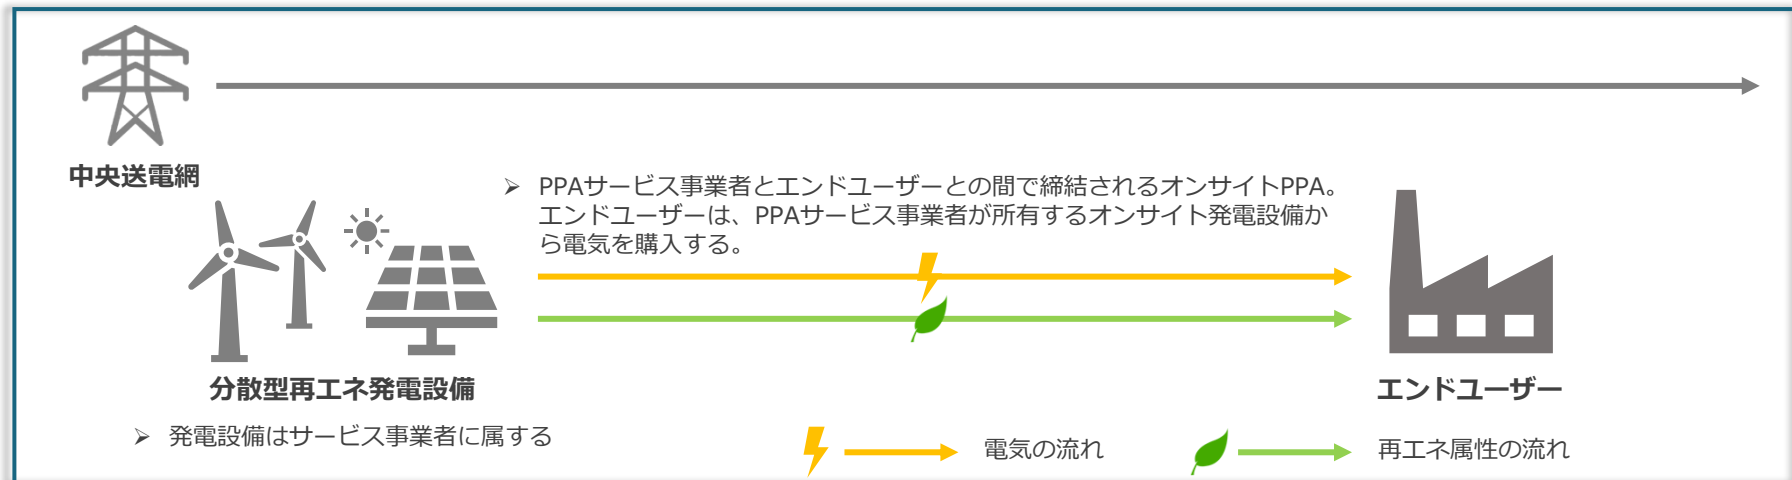 中央送電網
➢ PPAサービス事業者とエンドユーザーとの間で締結されるオンサイトPPA。
エンドユーザーは、PPAサービス事業者が所有するオンサイト発電設備か
ら電気を購入する。
分散型再エネ発電設備
エンドユーザー
➢ 発電設備はサービス事業者に属する
電気の流れ
再エネ属性の流れ